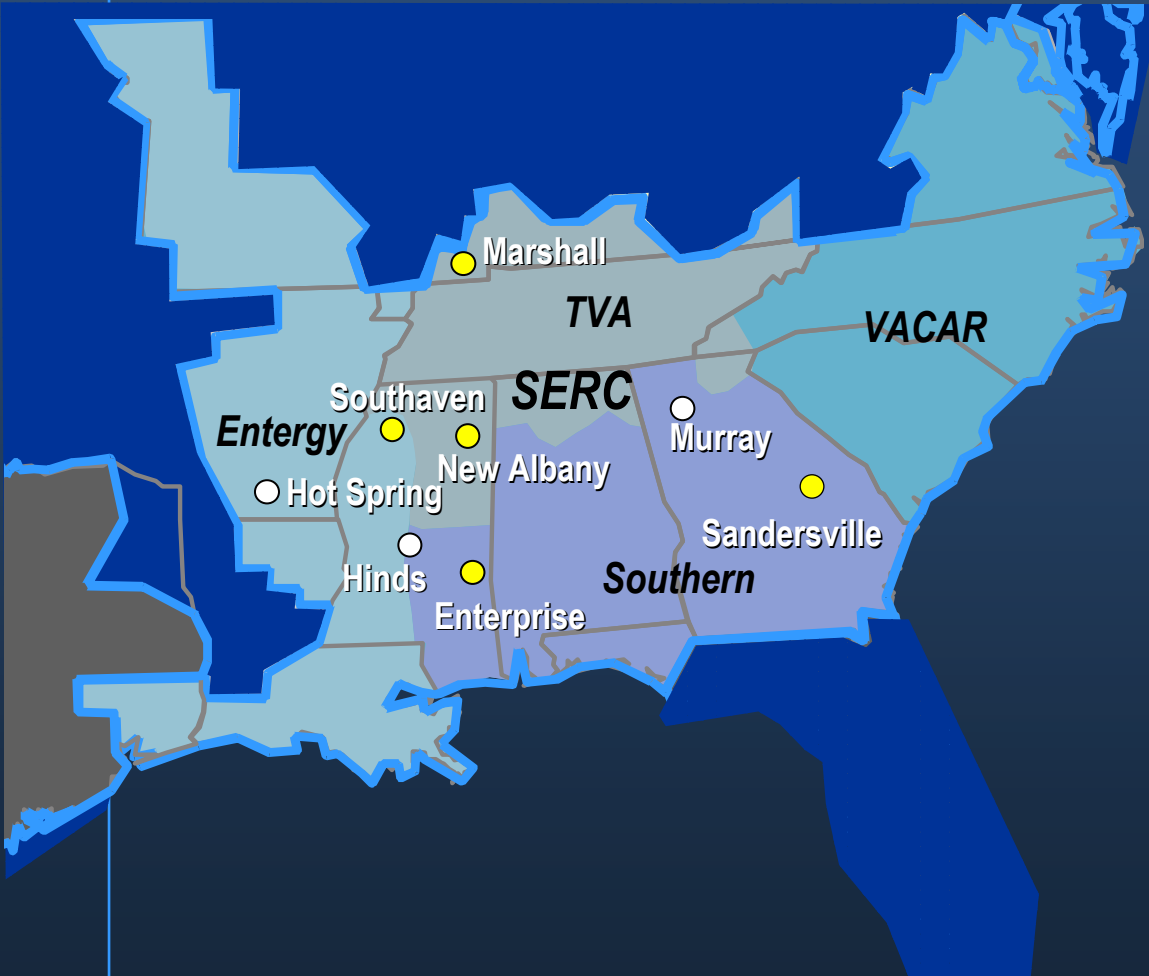 Marshall
TVA
VACAR
SERC
Southaven
Entergy
Murray
New Albany
Hot Spring
Sandersville
Hinds
Southern
Enterprise